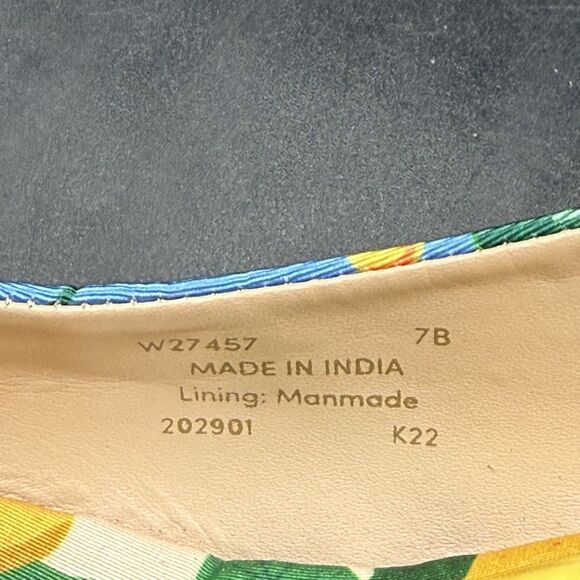 W27457 7B
MADE IN INDIA
Lining: Manmade
202901 K22